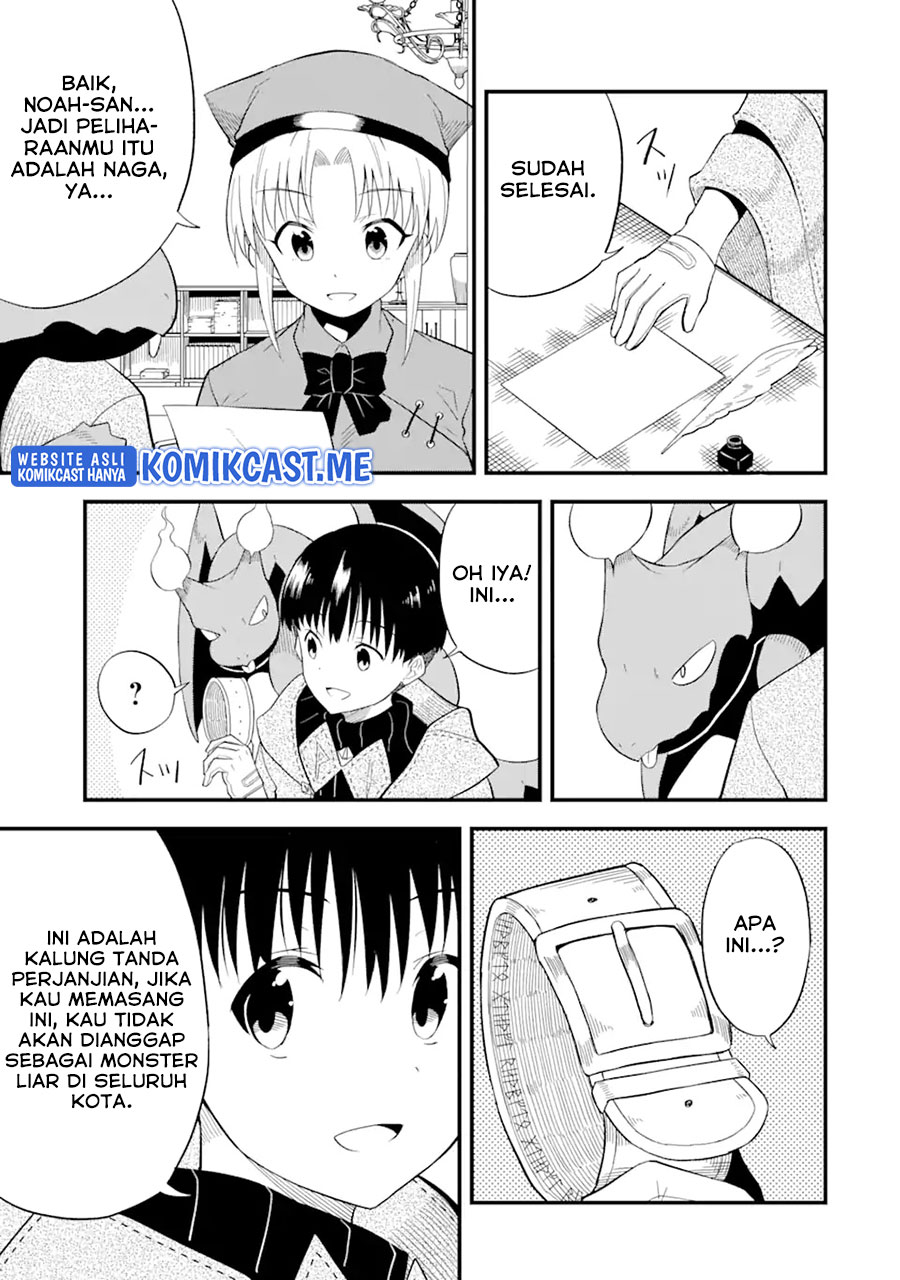 SUDAH
SELESAI.
ズッ
BAIK,
NOAH-SAN...
JADI PELIHA-
RAANMU ITU
ADALAH NAGA,
YA...
WEBSITE ASLI
KOMIKCAST HANYA
KOMIKCAST.ME
OH IYA!
INI...
?
ズッ
APA
INI...?
INI ADALAH
KALUNG TANDA
PERJANJIAN, JIKA
KAU MEMASANG
INI, KAU TIDAK
AKAN DIANGGAP
SEBAGAI MONSTER
LIAR DI SELURUH
KOTA.